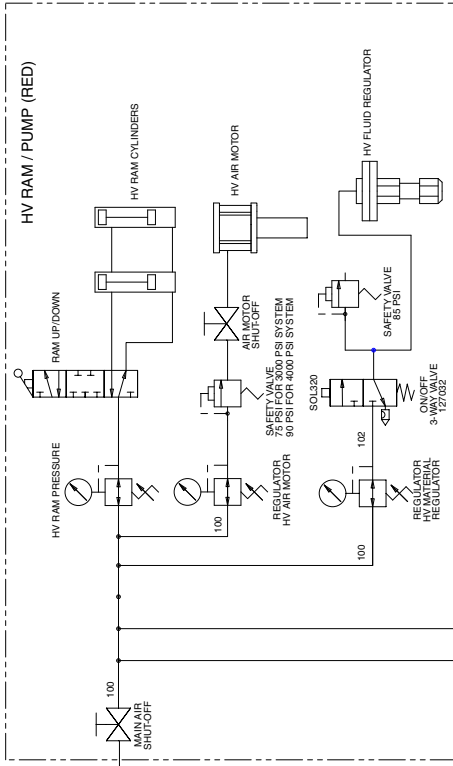 HV RAM / PUMP (RED)
HV RAM CYLINDERS
RAM UP/DOWN
HV RAM PRESSURE
HV AIR MOTOR
AIR MOTOR
SHUT-OFF
SAFETY VALVE
75 PSI FOR 3000 PSI SYSTEM
90 PSI FOR 4000 PSI SYSTEM
REGULATOR
HV AIR MOTOR
100
HV FLUID REGULATOR
SAFETY VALVE
85 PSI
SOL320
ON/OFF
3-WAY VALVE
127032
102
REGULATOR
HV MATERIAL
REGULATOR
100
100
MAIN AIR
SHUT-OFF